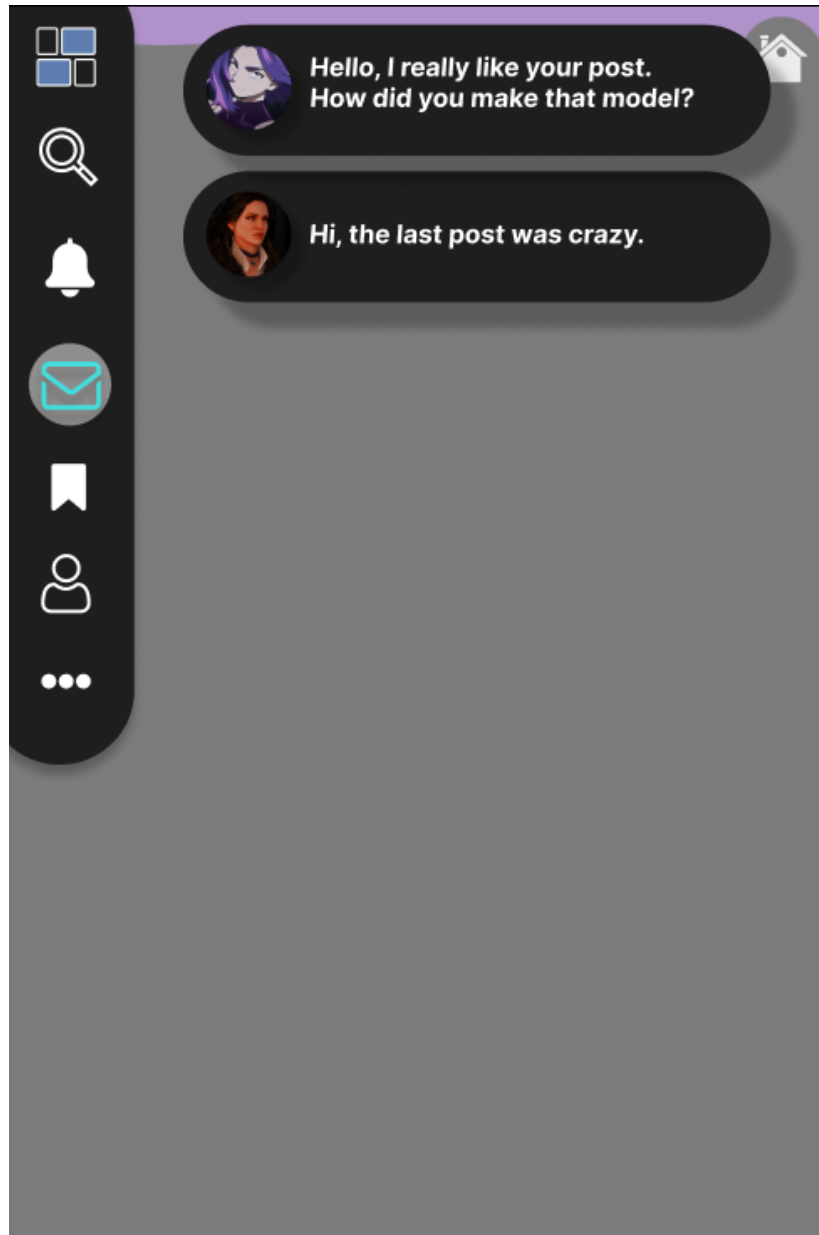 Hello, I really like your post.
How did you make that model?
Hi, the last post was crazy.